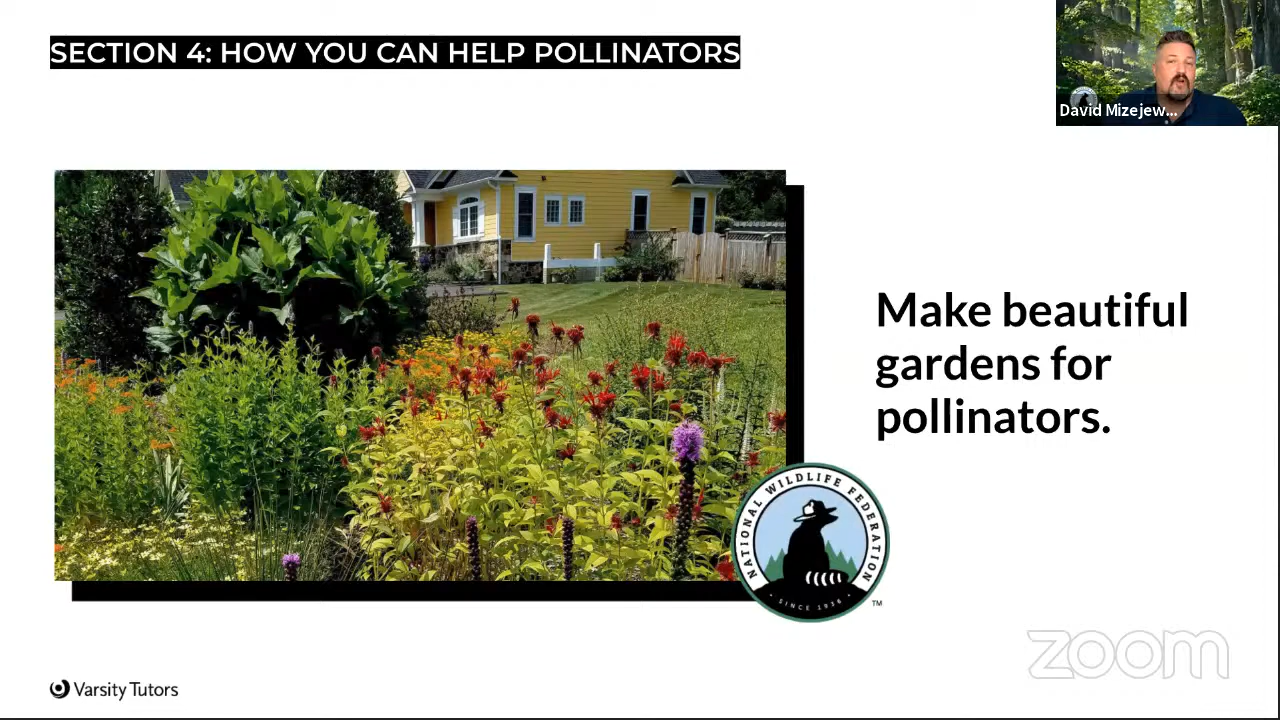 SECTION 4: HOW YOU CAN HELP POLLINATORS
David Mizejew...
Make beautiful
gardens for
pollinators.
NATIONAL WILDLIFE FEDERATION
• SINCE 1936 •
TM
zoom
Varsity Tutors